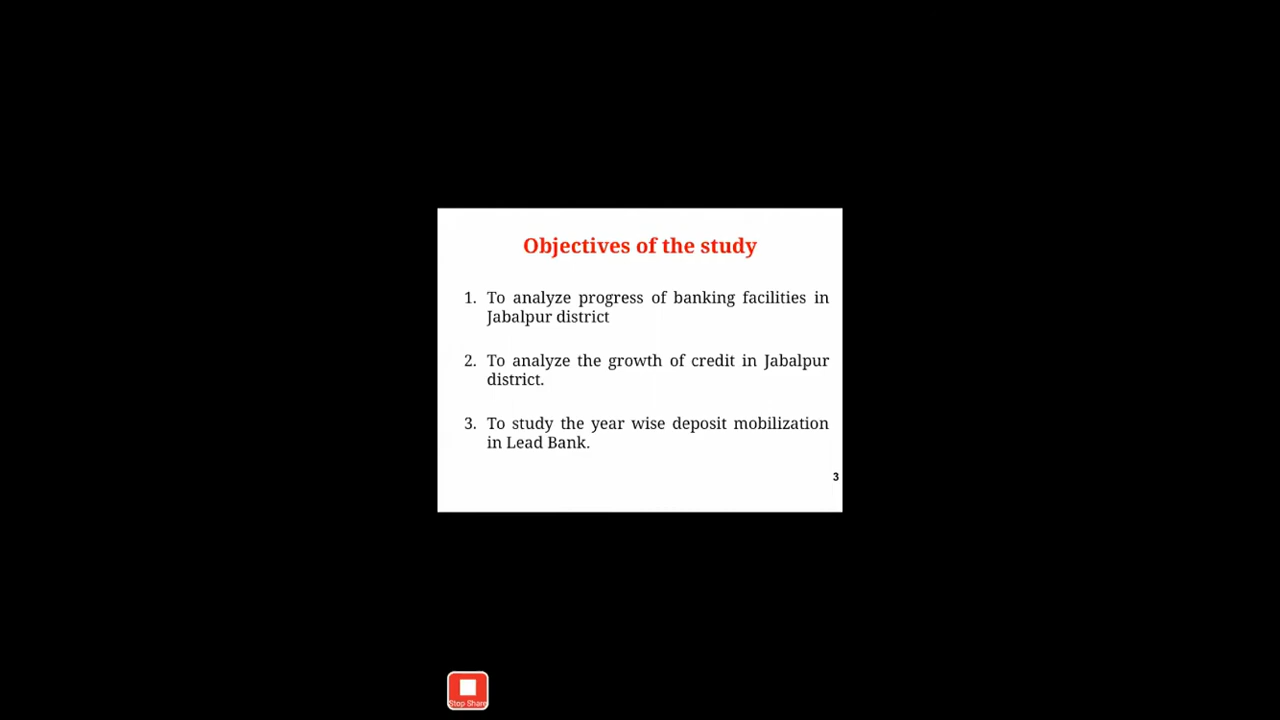 Objectives of the study
1. To analyze progress of banking facilities in
Jabalpur district
2. To analyze the growth of credit in Jabalpur
district.
3. To study the year wise deposit mobilization
in Lead Bank.
3
Stop Share